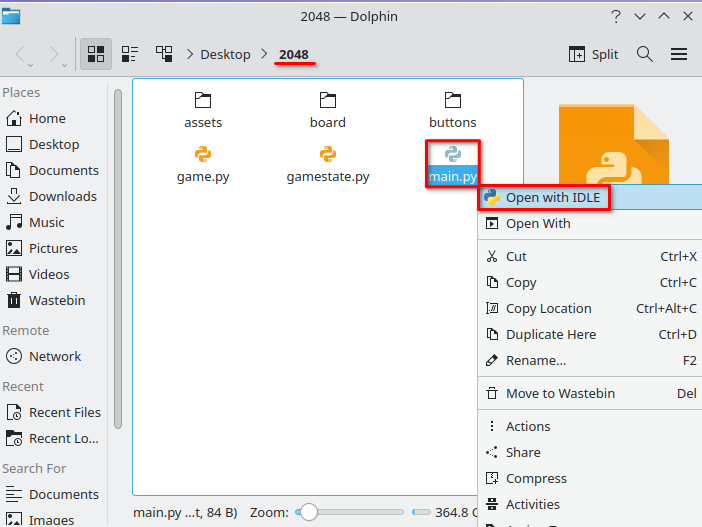 2048 — Dolphin
Desktop
2048
Split
Places
Home
Desktop
Documents
Downloads
Music
Pictures
Videos
Wastebin
Remote
Network
Recent
Recent Files
Recent Lo...
Search For
Documents
Images
assets
board
buttons
game.py
gamestate.py
main.py
Open with IDLE
Open With
Cut Ctrl+X
Copy Ctrl+C
Copy Location Ctrl+Alt+C
Duplicate Here Ctrl+D
Rename... F2
Move to Wastebin Del
Actions
Share
Compress
Activities
main.py ...t, 84 B)
Zoom:
364.8